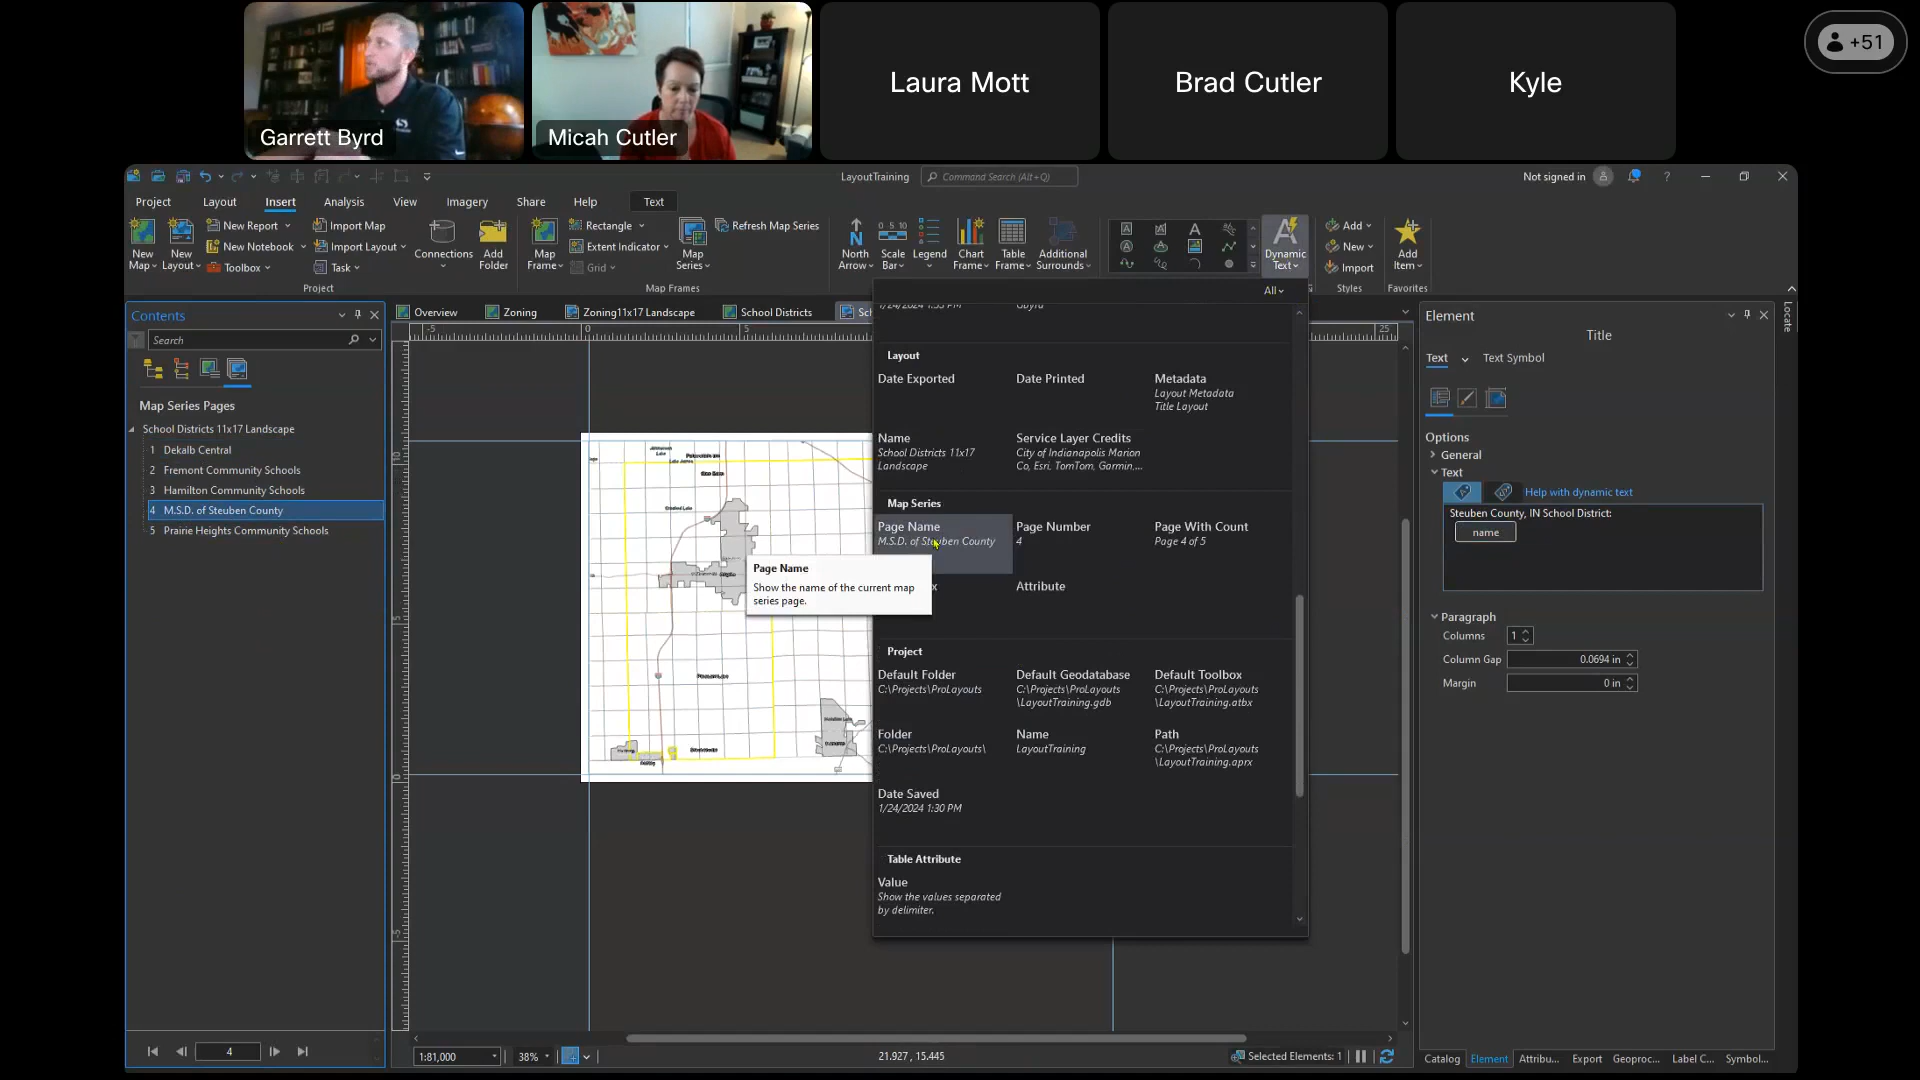 Garrett Byrd
Micah Cutler
Laura Mott
Brad Cutler
Kyle
+51
LayoutTraining
Command Search (Alt+Q)
Not signed in
?
Project
Layout
Insert
Analysis
View
Imagery
Share
Help
Text
New Map
New Layout
New Report
New Notebook
Toolbox
Import Map
Import Layout
Task
Connections
Add Folder
Project
Map Frame
Rectangle
Extent Indicator
Grid
Map Series
Refresh Map Series
Map Frames
North Arrow
Scale Bar
Legend
Chart Frame
Table Frame
Additional Surrounds
Dynamic Text
Add
New
Import
Styles
Add Item
Favorites
Contents
Search
Map Series Pages
School Districts 11x17 Landscape
1 Dekalb Central
2 Fremont Community Schools
3 Hamilton Community Schools
4 M.S.D. of Steuben County
5 Prairie Heights Community Schools
4
Overview
Zoning
Zoning11x17 Landscape
School Districts
-5
0
5
25
All
Layout
Date Exported
Date Printed
Metadata
Layout Metadata
Title Layout
Name
School Districts 11x17
Landscape
Service Layer Credits
City of Indianapolis Marion
Co, Esri, TomTom, Garmin,...
Map Series
Page Name
M.S.D. of Steuben County
Page Number
4
Page With Count
Page 4 of 5
Attribute
Page Name
Show the name of the current map
series page.
Project
Default Folder
C:\Projects\ProLayouts
Default Geodatabase
C:\Projects\ProLayouts
\LayoutTraining.gdb
Default Toolbox
C:\Projects\ProLayouts
\LayoutTraining.atbx
Folder
C:\Projects\ProLayouts\
Name
LayoutTraining
Path
C:\Projects\ProLayouts
\LayoutTraining.aprx
Date Saved
1/24/2024 1:30 PM
Table Attribute
Value
Show the values separated
by delimiter.
1:81,000
38%
21.927 , 15.445
Selected Elements: 1
Element
Title
Text
Text Symbol
Options
General
Text
Help with dynamic text
Steuben County, IN School District:
name
Paragraph
Columns
1
Column Gap
0.0694 in
Margin
0 in
Locate
Catalog
Element
Attribu...
Export
Geoproc...
Label C...
Symbol...